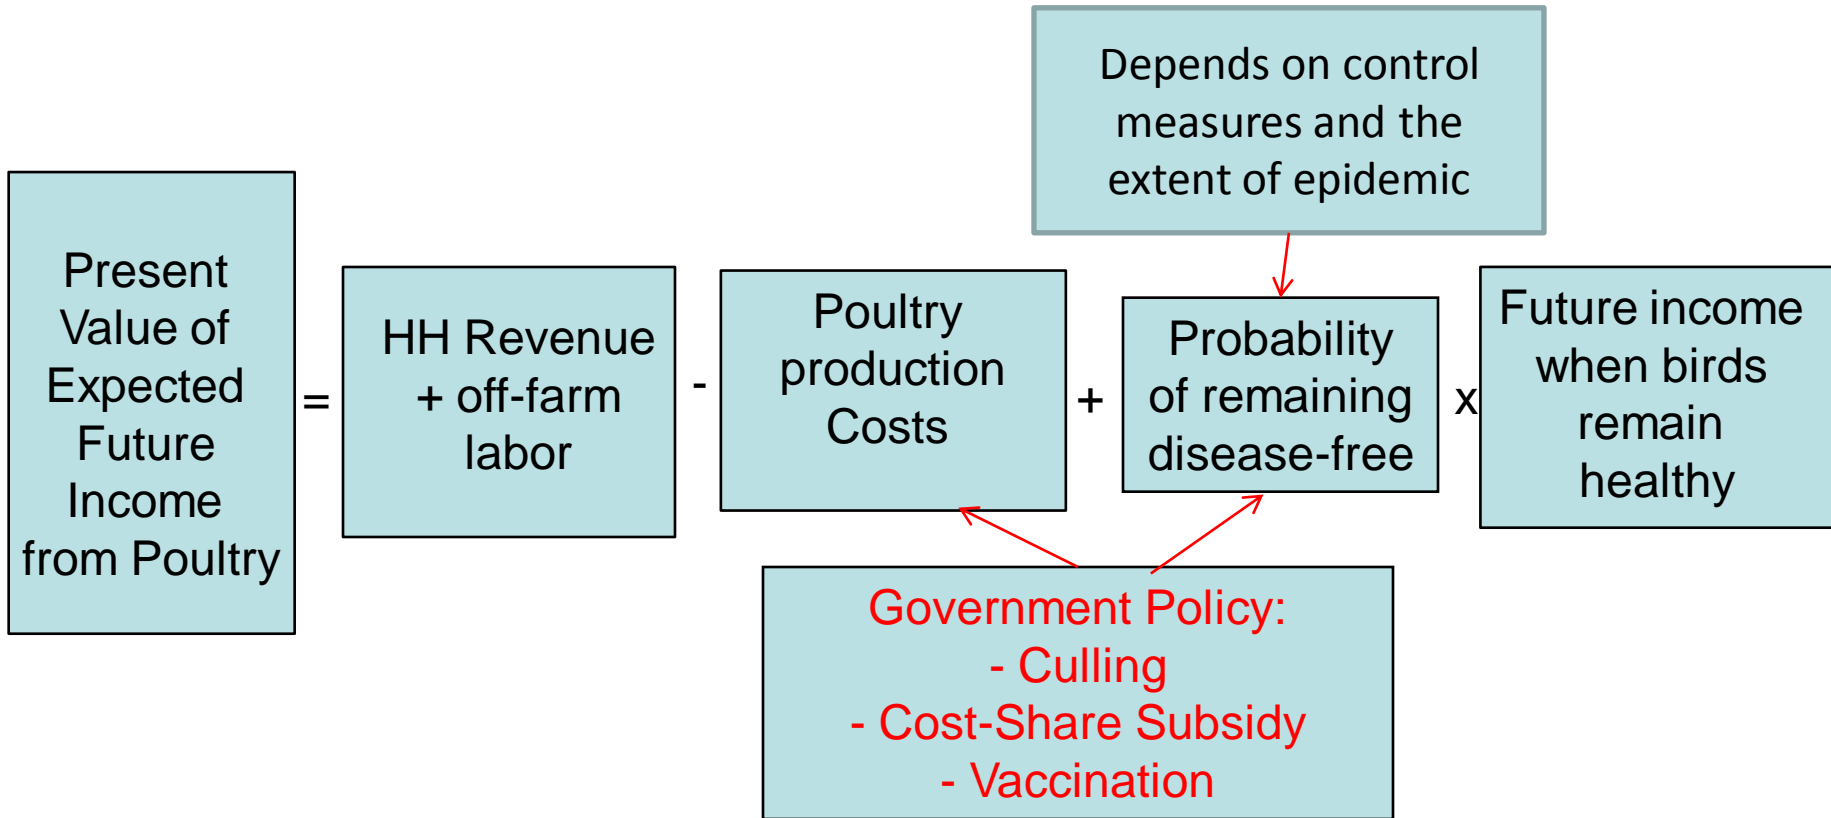 Depends on control
measures and the
extent of epidemic
Present
Value of
Expected
Future
Income
from Poultry
=
HH Revenue
+ off-farm
labor
-
Poultry
production
Costs
+
Probability
of remaining
disease-free
x
Future income
when birds
remain
healthy
Government Policy:
- Culling
- Cost-Share Subsidy
- Vaccination